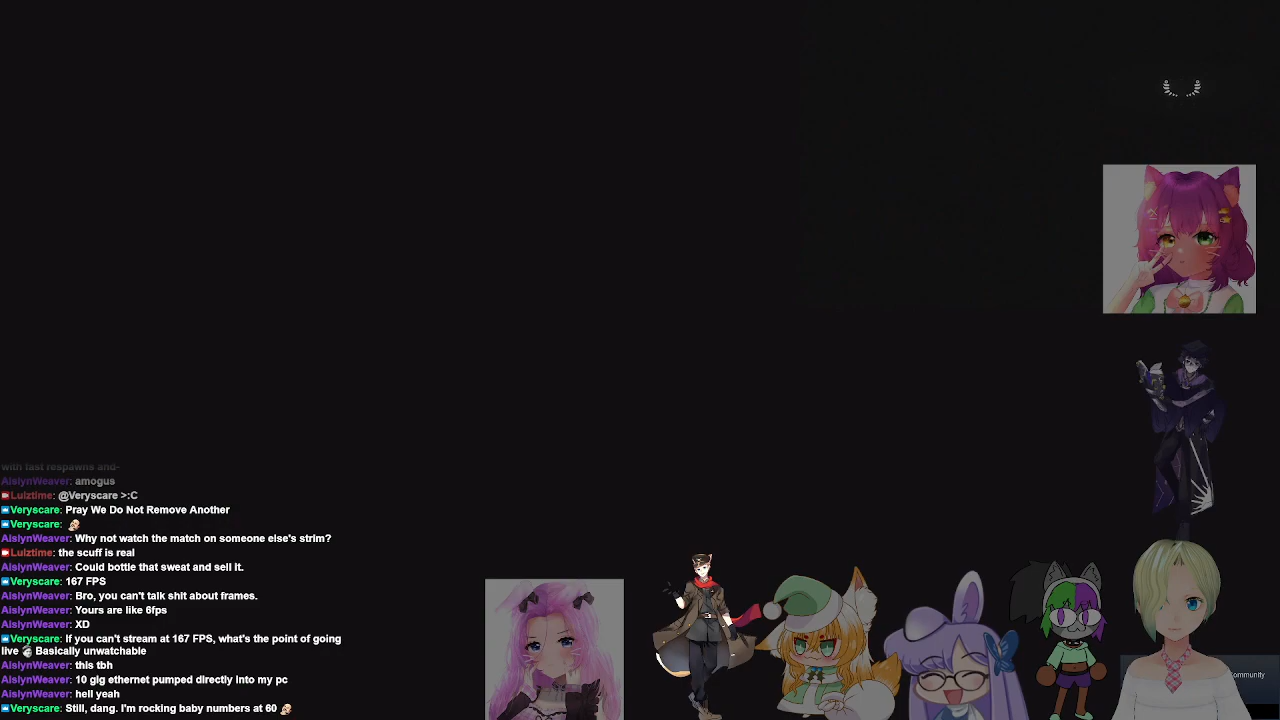 with fast respawns and-
AislynWeaver: amogus
Luiztime: @Veryscare >:C
Veryscare: Pray We Do Not Remove Another
Veryscare:
AislynWeaver: Why not watch the match on someone else's strim?
Luiztime: the scuff is real
AislynWeaver: Could bottle that sweat and sell it.
Veryscare: 167 FPS
AislynWeaver: Bro, you can't talk shit about frames.
AislynWeaver: Yours are like 6fps
AislynWeaver: XD
Veryscare: If you can't stream at 167 FPS, what's the point of going
live Basically unwatchable
AislynWeaver: this tbh
AislynWeaver: 10 gig ethernet pumped directly into my pc
AislynWeaver: hell yeah
Veryscare: Still, dang. I'm rocking baby numbers at 60
ommunity